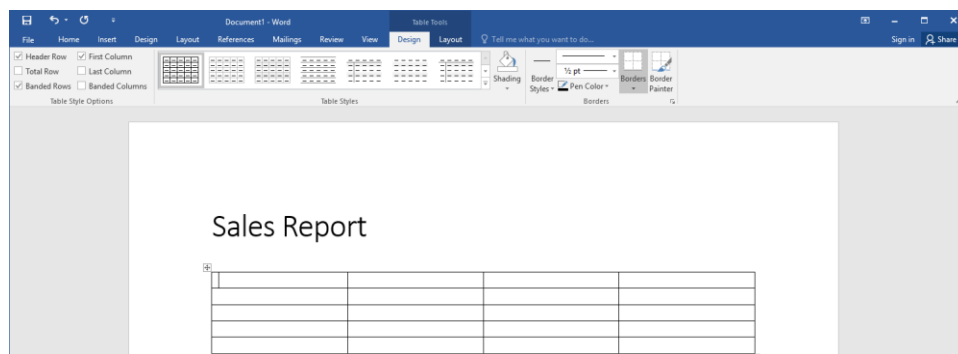 Document1 - Word
Table Tools
File Home Insert Design Layout References Mailings Review View Design Layout Tell me what you want to do... Sign in Share
Header Row First Column
Total Row Last Column
Banded Rows Banded Columns
Table Style Options
Table Styles
Shading
Border Styles
½ pt
Pen Color
Borders
Border Painter
Borders
Sales Report